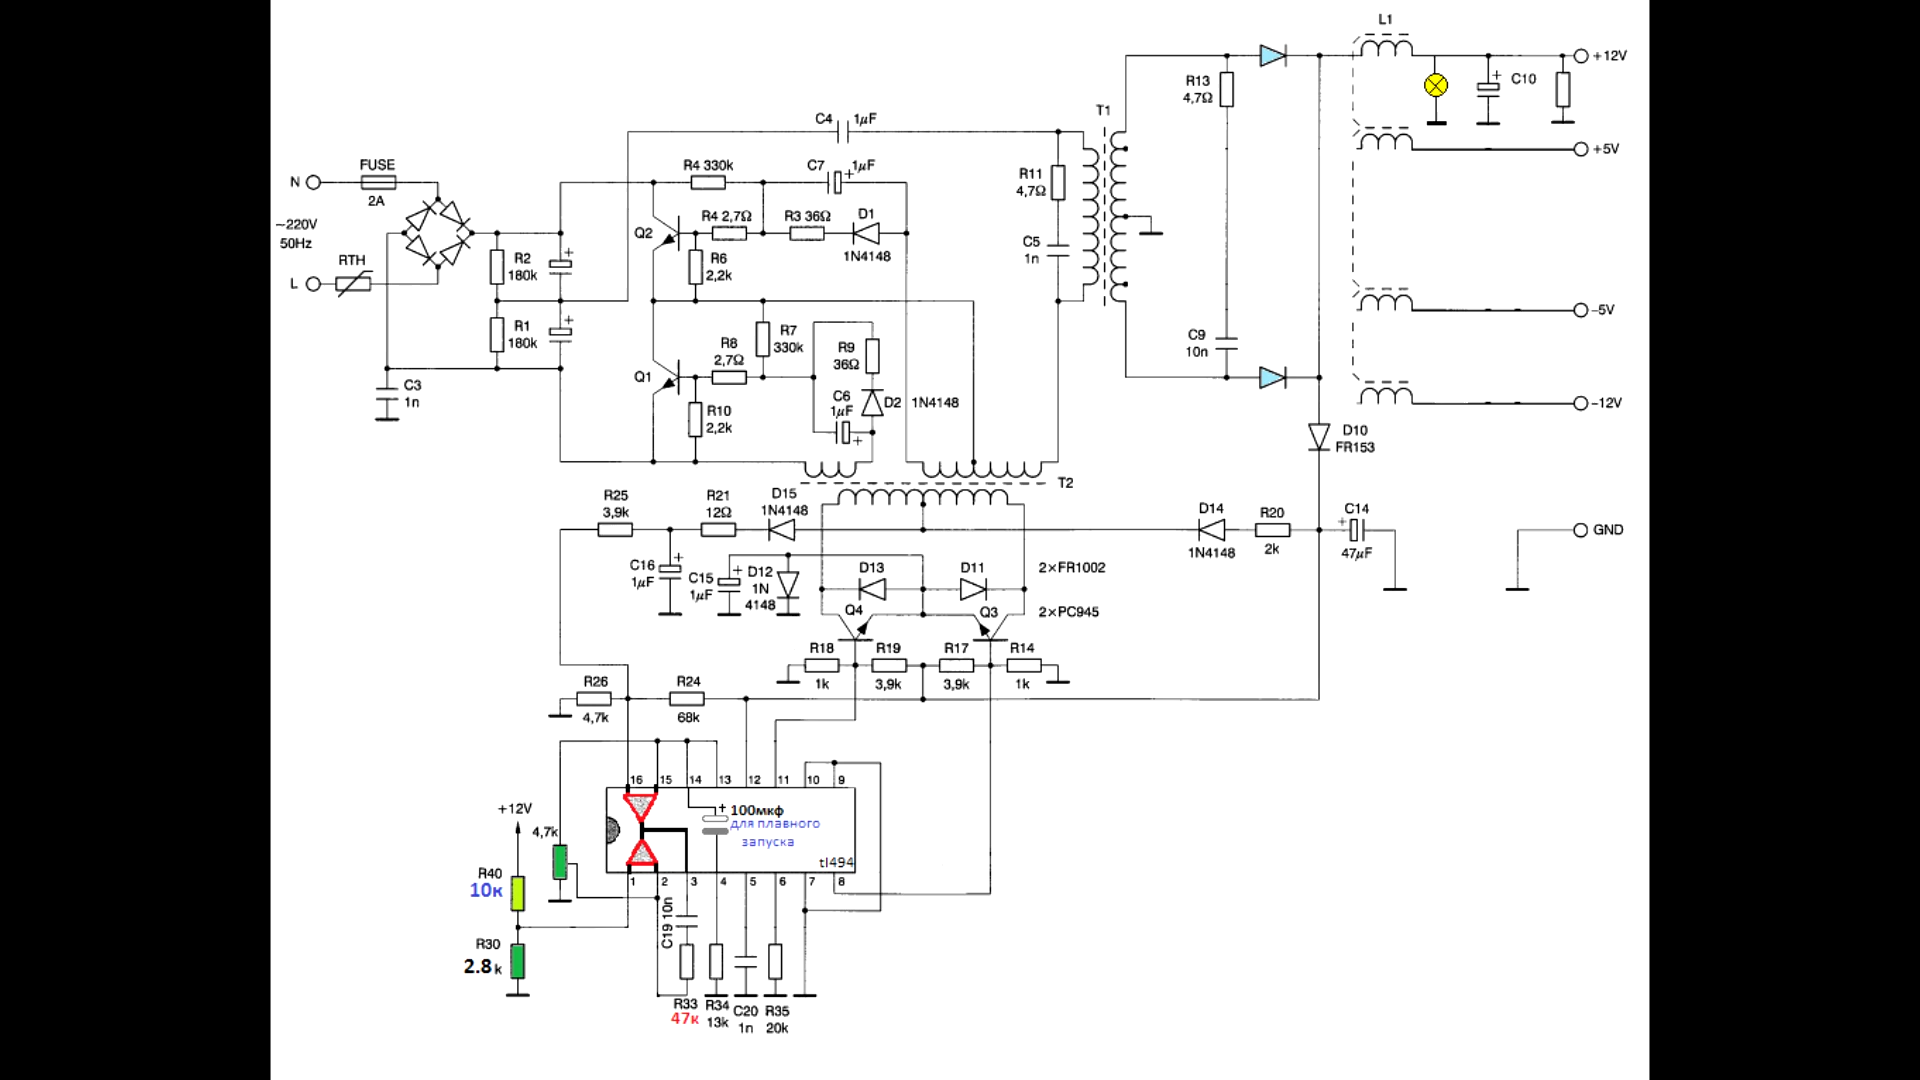 L1
+12V
R13
4,7Ω
C10
T1
C4
1µF
+5V
FUSE
R4 330k
C7
1µF
R11
4,7Ω
N
2A
~220V
50Hz
Q2
R4 2,7Ω
R3 36Ω
D1
1N4148
C5
1n
RTH
R2
180k
R6
2,2k
L
-5V
R1
180k
R7
330k
R8
2,7Ω
R9
36Ω
C9
10n
Q1
C3
1n
R10
2,2k
C6
1µF
D2
1N4148
-12V
D10
FR153
T2
R25
3,9k
R21
12Ω
D15
1N4148
D14
1N4148
R20
2k
C14
47µF
GND
C16
1µF
C15
1µF
D12
1N
4148
D13
D11
2×FR1002
Q4
Q3
2×PC945
R18
1k
R19
3,9k
R17
3,9k
R14
1k
R26
4,7k
R24
68k
16
15
14
13
12
11
10
9
+12V
4,7k
100мкф
для плавного
запуска
tl494
R40
10к
1
2
3
4
5
6
7
8
C19 10n
R30
2.8 k
R33
47к
R34
13k
C20
1n
R35
20k